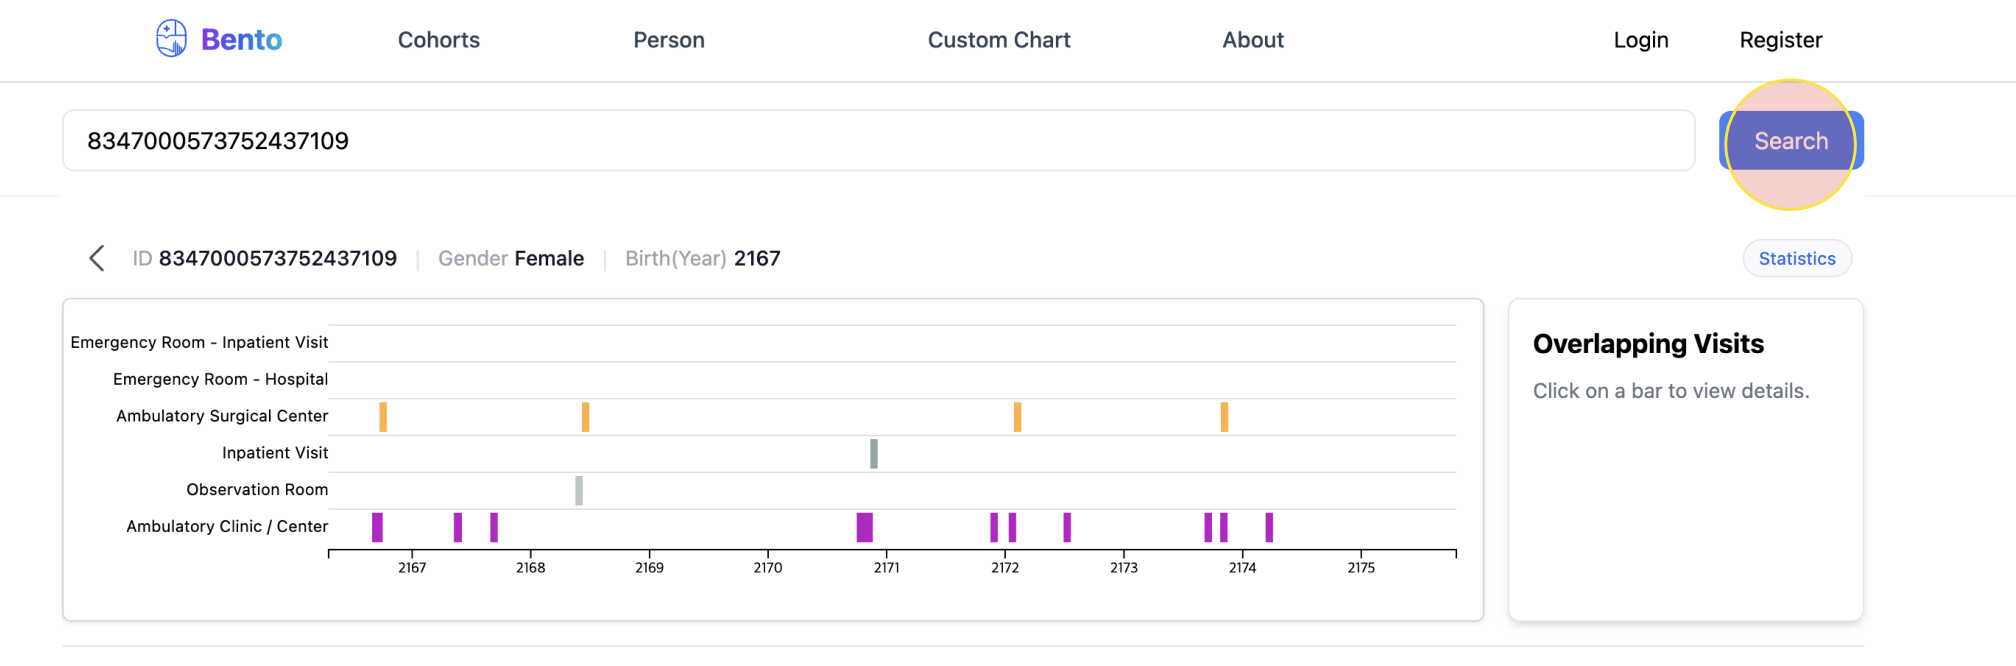 Bento Cohorts Person Custom Chart About Login Register
8347000573752437109 Search
ID 8347000573752437109 Gender Female Birth(Year) 2167 Statistics
Emergency Room - Inpatient Visit
Emergency Room - Hospital
Ambulatory Surgical Center
Inpatient Visit
Observation Room
Ambulatory Clinic / Center
2167 2168 2169 2170 2171 2172 2173 2174 2175
Overlapping Visits
Click on a bar to view details.